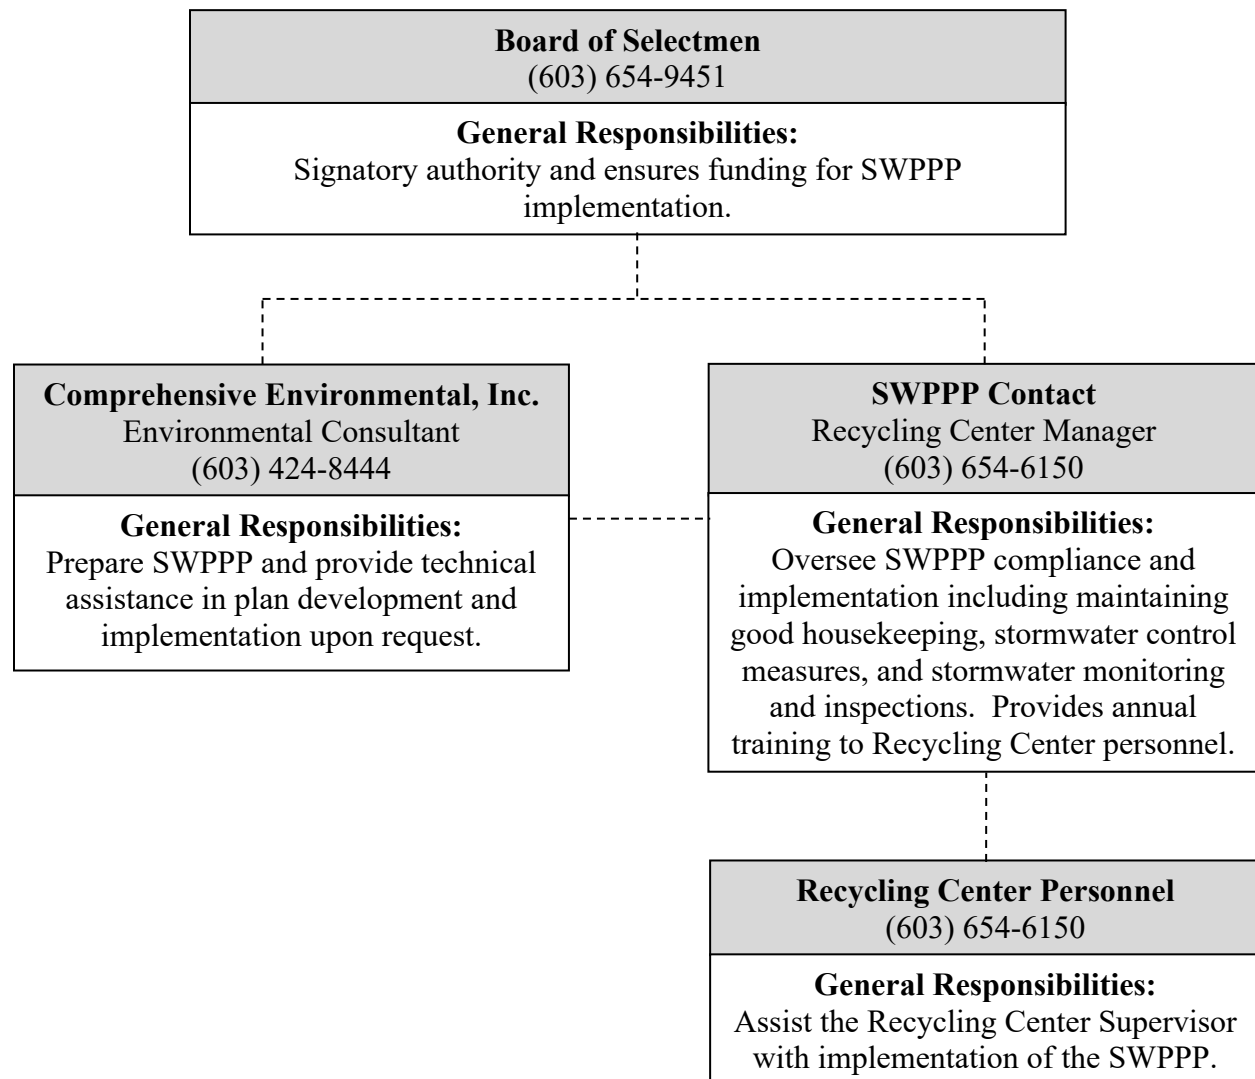 Board of Selectmen
(603) 654-9451
General Responsibilities:
Signatory authority and ensures funding for SWPPP
implementation.
Comprehensive Environmental, Inc.
Environmental Consultant
(603) 424-8444
General Responsibilities:
Prepare SWPPP and provide technical
assistance in plan development and
implementation upon request.
SWPPP Contact
Recycling Center Manager
(603) 654-6150
General Responsibilities:
Oversee SWPPP compliance and
implementation including maintaining
good housekeeping, stormwater control
measures, and stormwater monitoring
and inspections.  Provides annual
training to Recycling Center personnel.
Recycling Center Personnel
(603) 654-6150
General Responsibilities:
Assist the Recycling Center Supervisor
with implementation of the SWPPP.